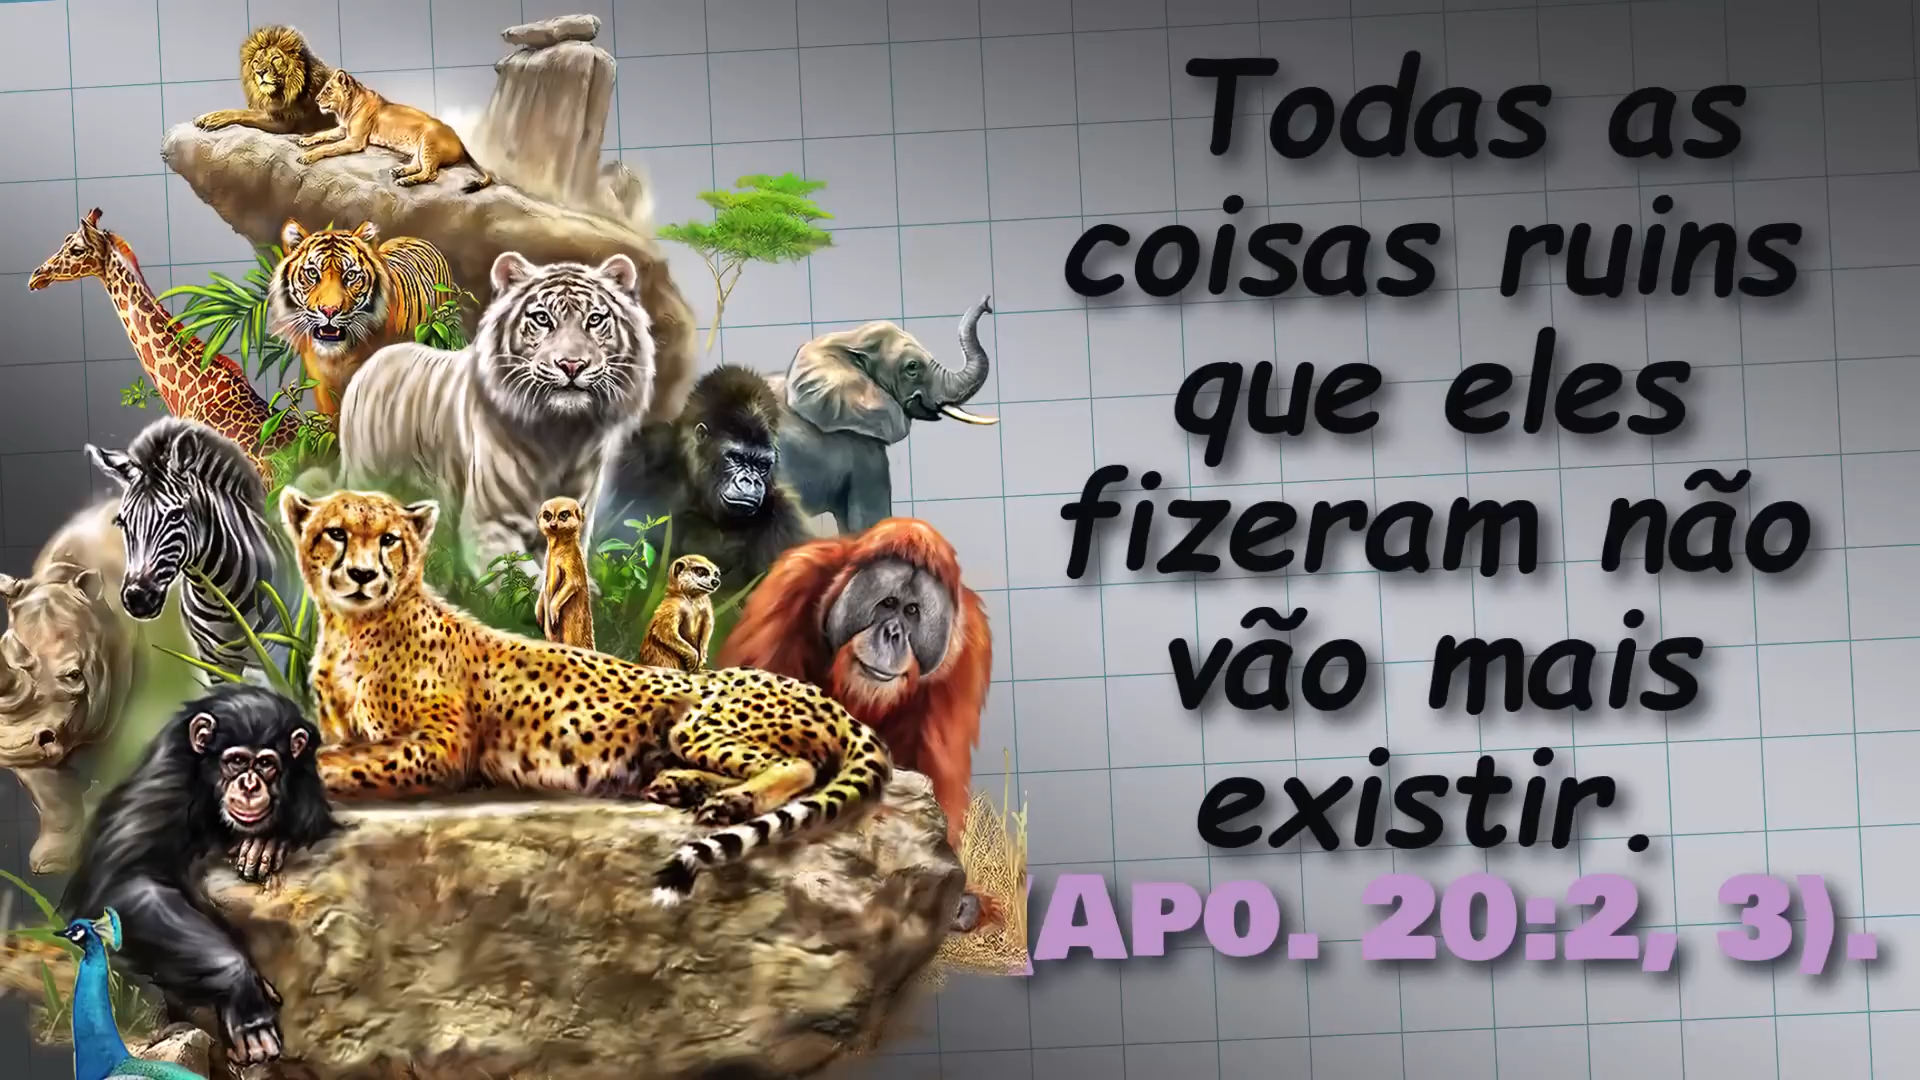 Todas as
coisas ruins
que eles
fizeram não
vão mais
existir.
(Apo. 20:2, 3).